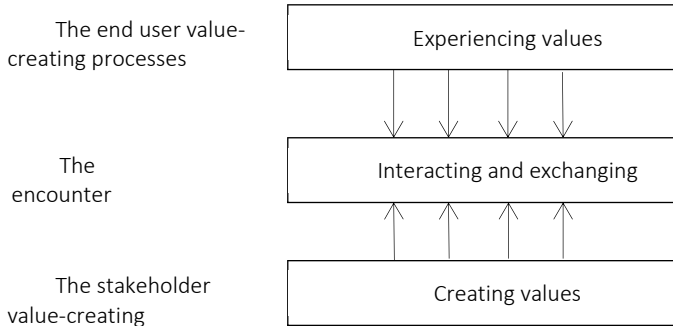 The end user value-
creating processes
Experiencing values
The
encounter
Interacting and exchanging
The stakeholder
value-creating
Creating values